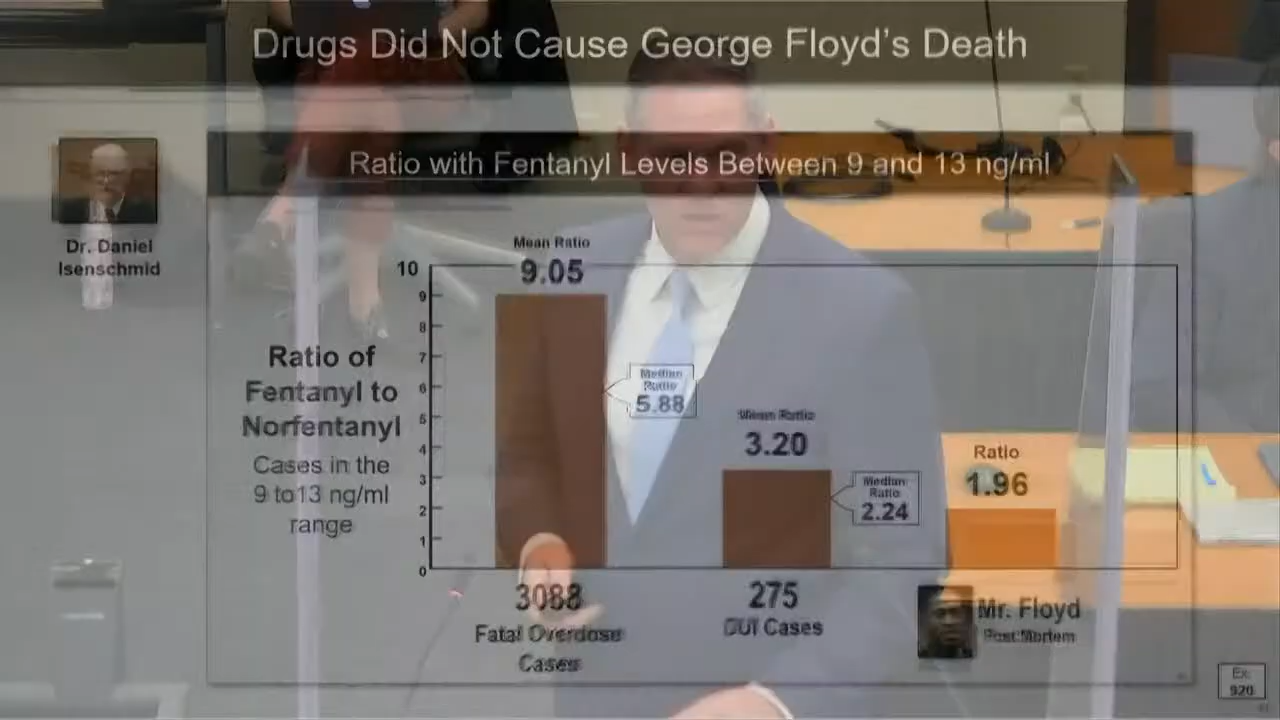 Drugs Did Not Cause George Floyd's Death
Ratio with Fentanyl Levels Between 9 and 13 ng/ml
Dr. Daniel
Isenschmid
Mean Ratio
9.05
10
9
8
7
6
5
4
3
2
1
0
Ratio of
Fentanyl to
Norfentanyl
Cases in the
9 to13 ng/ml
range
Median
Ratio
5.88
Mean Ratio
3.20
Median
Ratio
2.24
Ratio
1.96
3088
Fatal Overdose
Cases
275
DUI Cases
Mr. Floyd
Post Mortem
Ex.
920